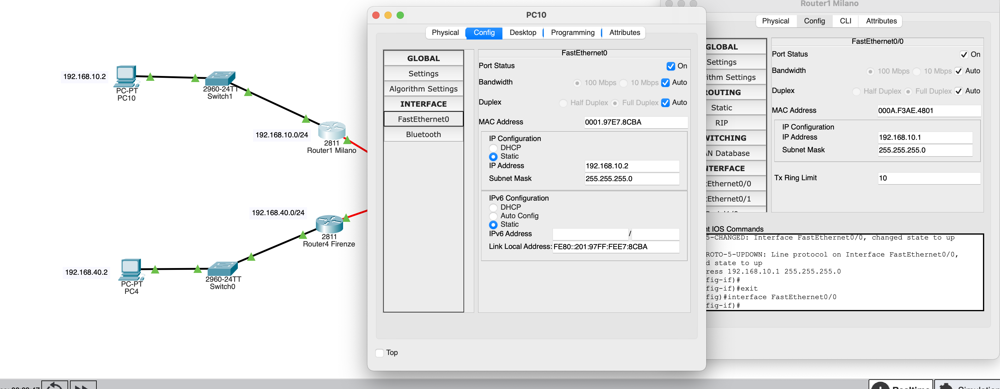 192.168.10.2
PC-PT
PC10
2960-24TT
Switch1
192.168.10.0/24
2811
Router1 Milano
192.168.40.0/24
2811
Router4 Firenze
192.168.40.2
PC-PT
PC4
2960-24TT
Switch0
PC10
Physical Config Desktop Programming Attributes
GLOBAL
Settings
Algorithm Settings
INTERFACE
FastEthernet0
Bluetooth
FastEthernet0
Port Status On
Bandwidth 100 Mbps 10 Mbps Auto
Duplex Half Duplex Full Duplex Auto
MAC Address 0001.97E7.8CBA
IP Configuration
DHCP
Static
IP Address 192.168.10.2
Subnet Mask 255.255.255.0
IPv6 Configuration
DHCP
Auto Config
Static
IPv6 Address /
Link Local Address: FE80::201:97FF:FEE7:8CBA
Top
Router1 Milano
Physical Config CLI Attributes
GLOBAL
Settings
ithm Settings
ROUTING
Static
RIP
WITCHING
AN Database
NTERFACE
tEthernet0/0
tEthernet0/1
FastEthernet0/0
Port Status On
Bandwidth 100 Mbps 10 Mbps Auto
Duplex Half Duplex Full Duplex Auto
MAC Address 000A.F3AE.4801
IP Configuration
IP Address 192.168.10.1
Subnet Mask 255.255.255.0
Tx Ring Limit 10
nt IOS Commands
5-CHANGED: Interface FastEthernet0/0, changed state to up
ROTO-5-UPDOWN: Line protocol on Interface FastEthernet0/0,
d state to up
ress 192.168.10.1 255.255.255.0
fig-if)#
fig-if)#exit
fig)#interface FastEthernet0/0
fig-if)#
Realtime
Simulation